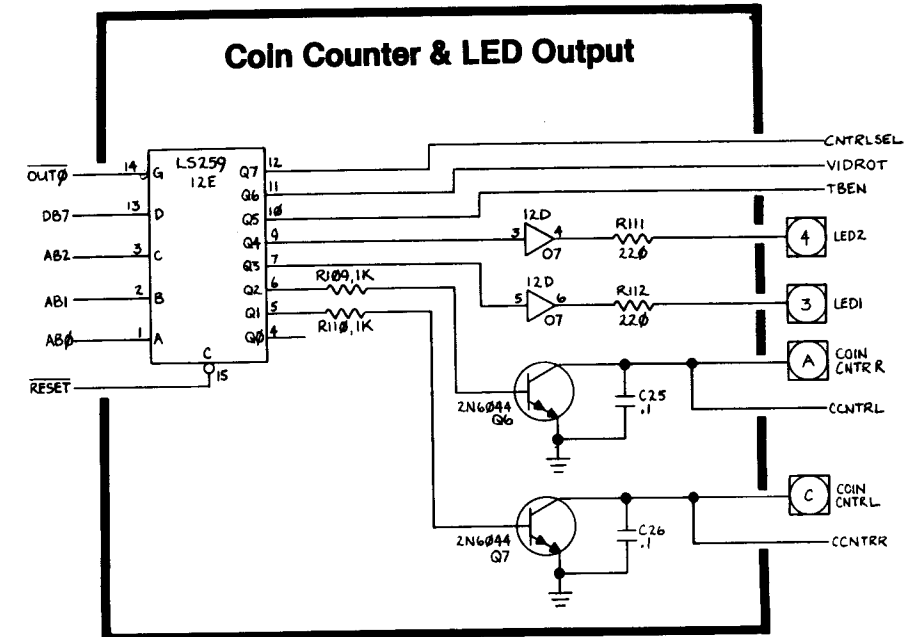 Coin Counter & LED Output
CNTRLSEL
VIDROT
TBEN
OUTØ
14
G
LS259
12E
Q7
12
Q6
11
DB7
13
D
Q5
1Ø
Q4
9
12D
3
4
07
R111
22Ø
4
LED2
AB2
3
C
Q3
7
R1Ø9, 1K
Q2
6
12D
5
6
07
R112
22Ø
3
LED1
AB1
2
B
Q1
5
R11Ø, 1K
ABØ
1
A
QØ
4
C
15
RESET
2N6Ø44
Q6
C25
.1
A
COIN
CNTR R
CCNTRL
2N6Ø44
Q7
C26
.1
C
COIN
CNTRL
CCNTRR